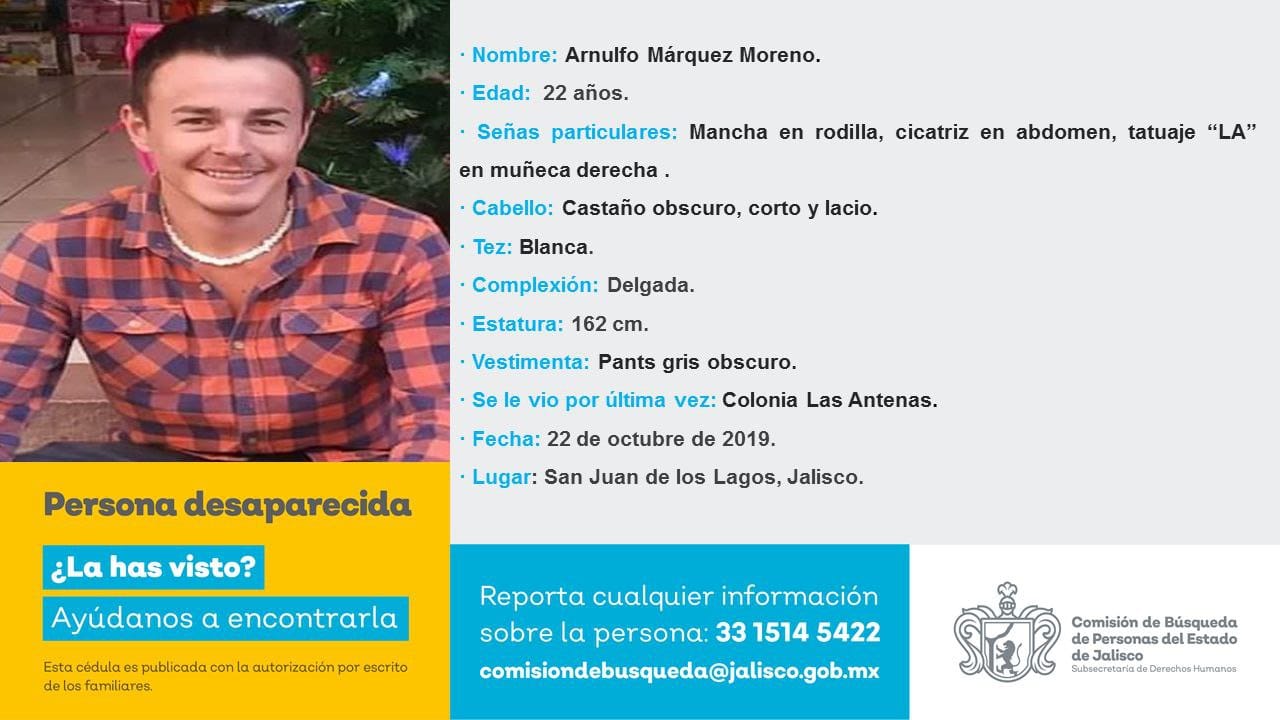 · Nombre: Arnulfo Márquez Moreno.
· Edad: 22 años.
· Señas particulares: Mancha en rodilla, cicatriz en abdomen, tatuaje “LA”
en muñeca derecha .
· Cabello: Castaño obscuro, corto y lacio.
· Tez: Blanca.
· Complexión: Delgada.
· Estatura: 162 cm.
· Vestimenta: Pants gris obscuro.
· Se le vio por última vez: Colonia Las Antenas.
· Fecha: 22 de octubre de 2019.
· Lugar: San Juan de los Lagos, Jalisco.
Persona desaparecida
¿La has visto?
Ayúdanos a encontrarla
Esta cédula es publicada con la autorización por escrito
de los familiares.
Reporta cualquier información
sobre la persona: 33 1514 5422
comisiondebusqueda@jalisco.gob.mx
Comisión de Búsqueda
de Personas del Estado
de Jalisco
Subsecretaría de Derechos Humanos